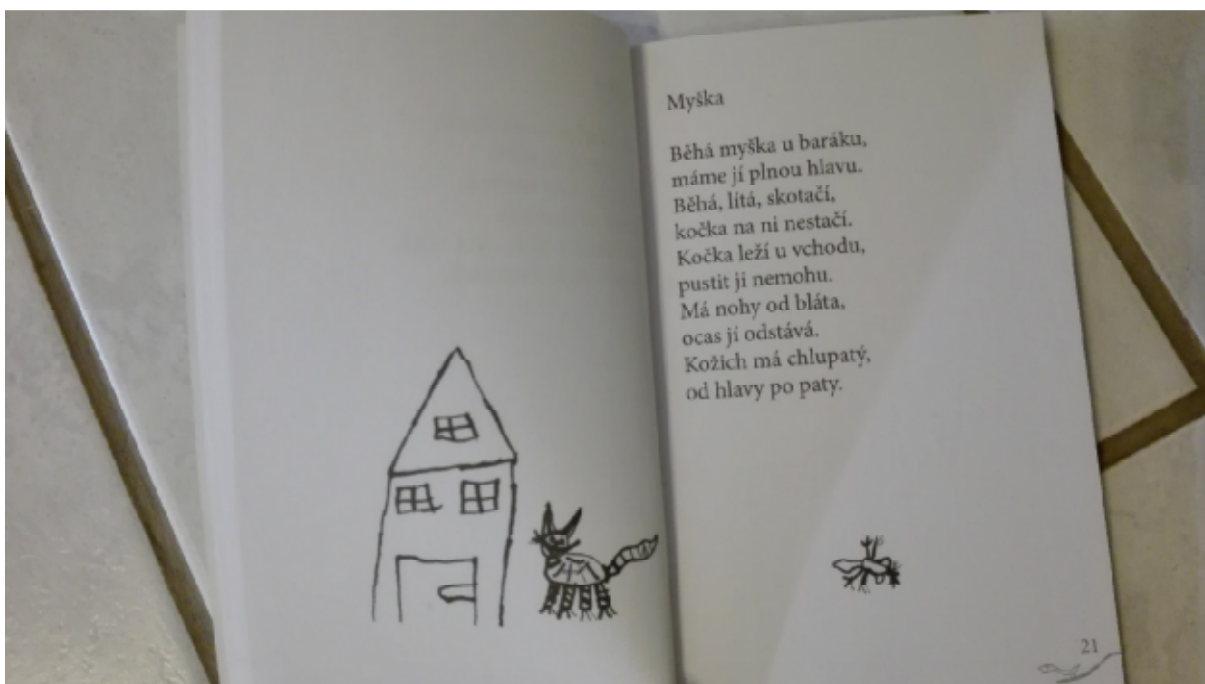 Myška
Běhá myška u baráku,
máme jí plnou hlavu.
Běhá, lítá, skotačí,
kočka na ni nestačí.
Kočka leží u vchodu,
pustit ji nemohu.
Má nohy od bláta,
ocas jí odstává.
Kožich má chlupatý,
od hlavy po paty.
21